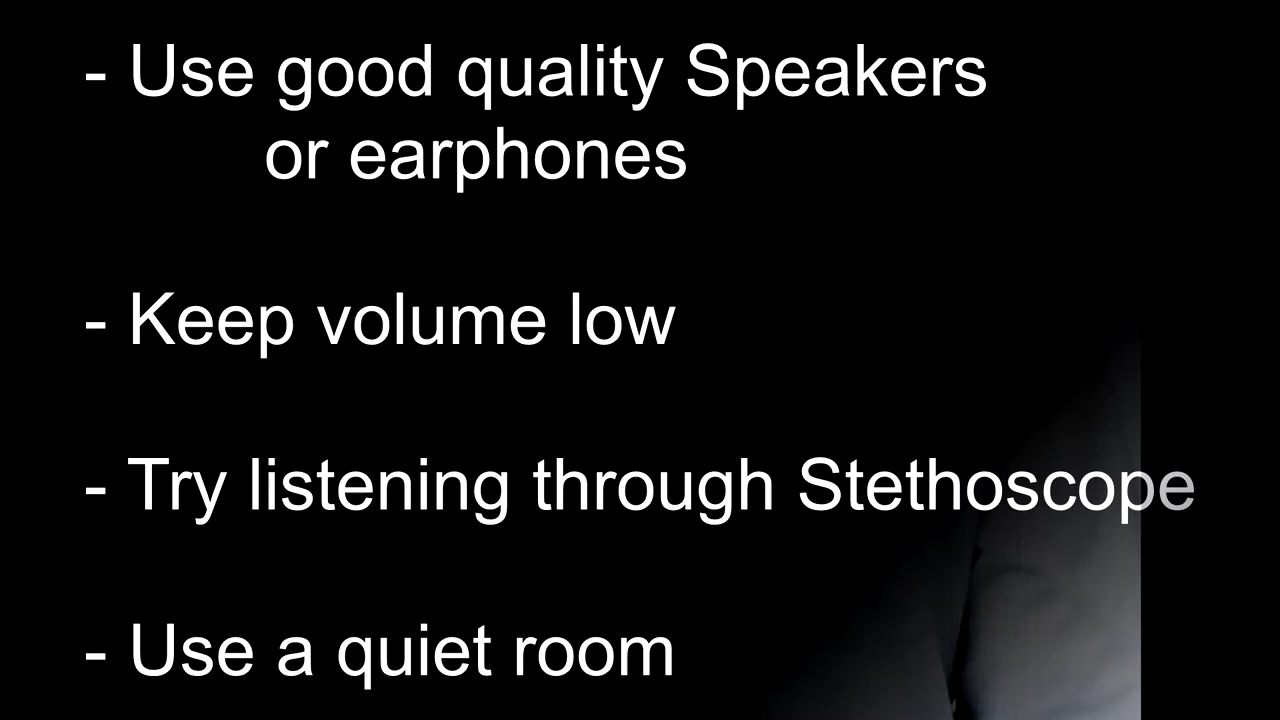 - Use good quality Speakers
or earphones
- Keep volume low
- Try listening through Stethoscope
- Use a quiet room